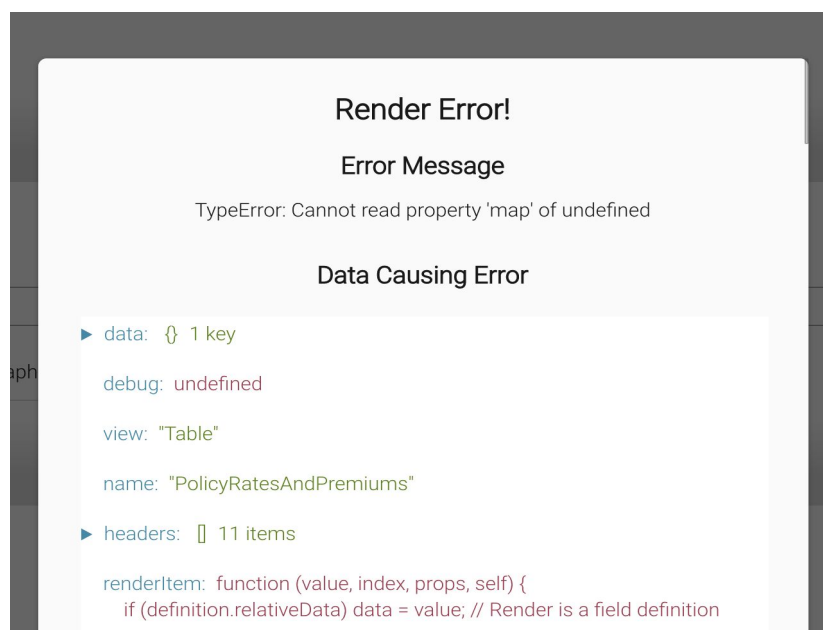 Render Error!
Error Message
TypeError: Cannot read property 'map' of undefined
Data Causing Error
▶ data: {} 1 key
debug: undefined
view: "Table"
aph
name: "PolicyRatesAndPremiums"
▶ headers: [] 11 items
renderItem: function (value, index, props, self) {
if (definition.relativeData) data = value; // Render is a field definition